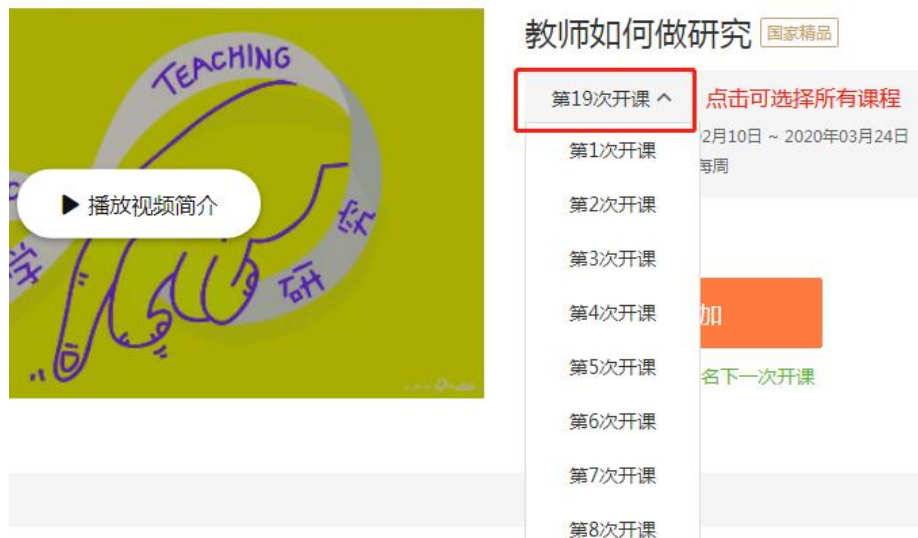 TEACHING
教师如何做研究 国家精品
第19次开课
点击可选择所有课程
2月10日 ~ 2020年03月24日
每周
第1次开课
第2次开课
第3次开课
第4次开课
第5次开课
第6次开课
第7次开课
第8次开课
播放视频简介
学
研
究
加
名下一次开课